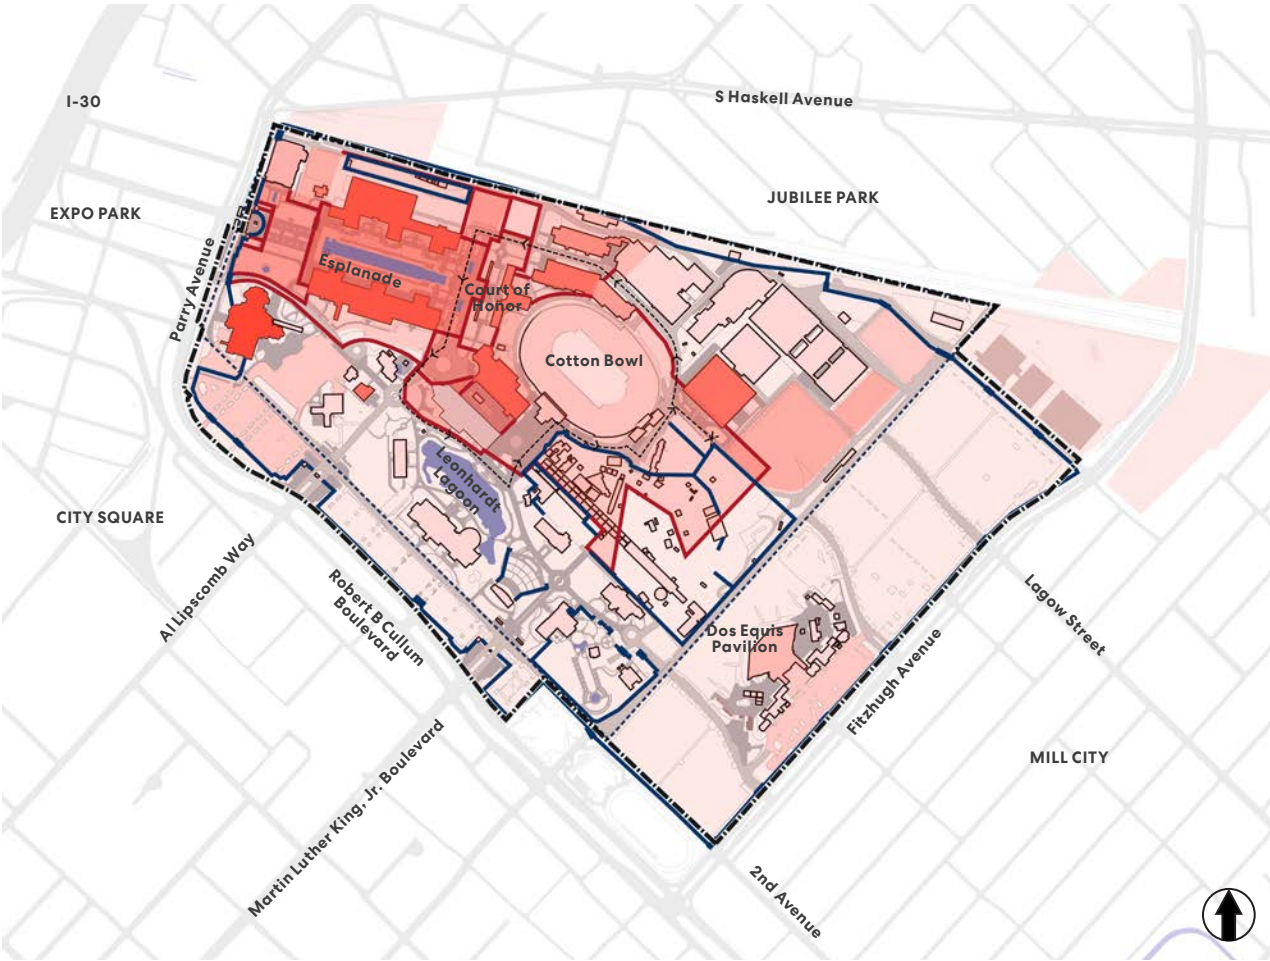 S Haskell Avenue
I-30
JUBILEE PARK
EXPO PARK
Parry Avenue
Esplanade
Court of
Honor
Cotton Bowl
Leonhardt
Lagoon
CITY SQUARE
Al Lipscomb Way
Robert B Cullum
Boulevard
Dos Equis
Pavilion
Lagow Street
Fitzhugh Avenue
MILL CITY
Martin Luther King, Jr. Boulevard
2nd Avenue